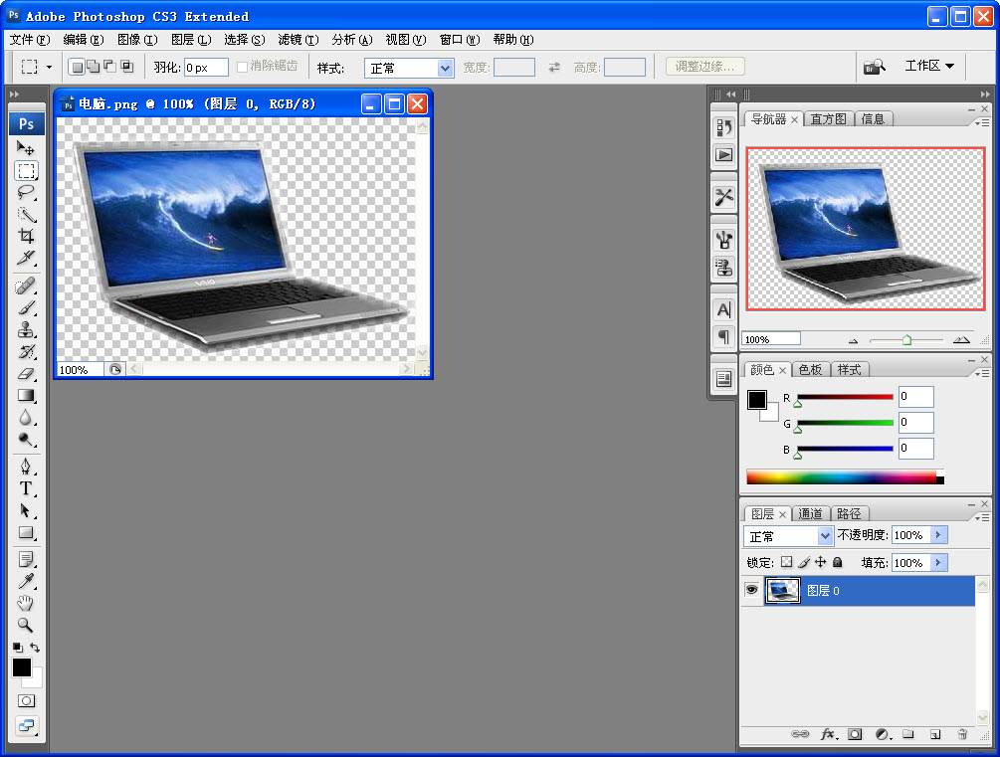 Ps Adobe Photoshop CS3 Extended
文件(F) 编辑(E) 图像(I) 图层(L) 选择(S) 滤镜(T) 分析(A) 视图(V) 窗口(W) 帮助(H)
羽化: 0 px 消除锯齿 样式: 正常 宽度: 高度: 调整边缘... Br 工作区
Ps 电脑.png @ 100% (图层 0, RGB/8)
Ps
VAIO
100%
T
A
导航器 直方图 信息
100%
颜色 色板 样式
R 0
G 0
B 0
图层 通道 路径
正常 不透明度: 100%
锁定: 填充: 100%
图层 0
fx